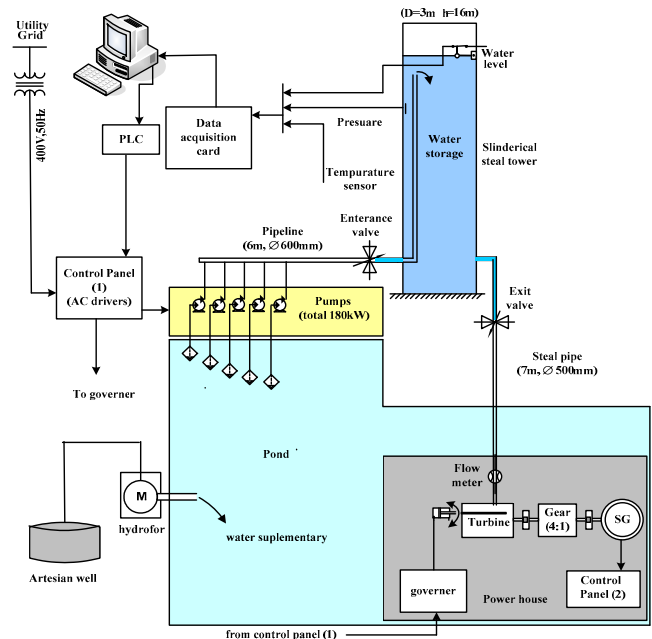 Utility
Grid
400V,50Hz
PLC
Data
acquisition
card
(D=3m h=16m)
Water
level
Presuare
Tempurature
sensor
Water
storage
Slinderical
steal tower
Entrance
valve
Pipeline
(6m, ∅600mm)
Control Panel
(1)
(AC drivers)
Pumps
(total 180kW)
Exit
valve
To governer
Steal pipe
(7m, ∅500mm)
Pond
M
hydrofor
water suplementary
Artesian well
Flow
meter
Turbine
Gear
(4:1)
SG
governer
Control
Panel (2)
Power house
from control panel (1)